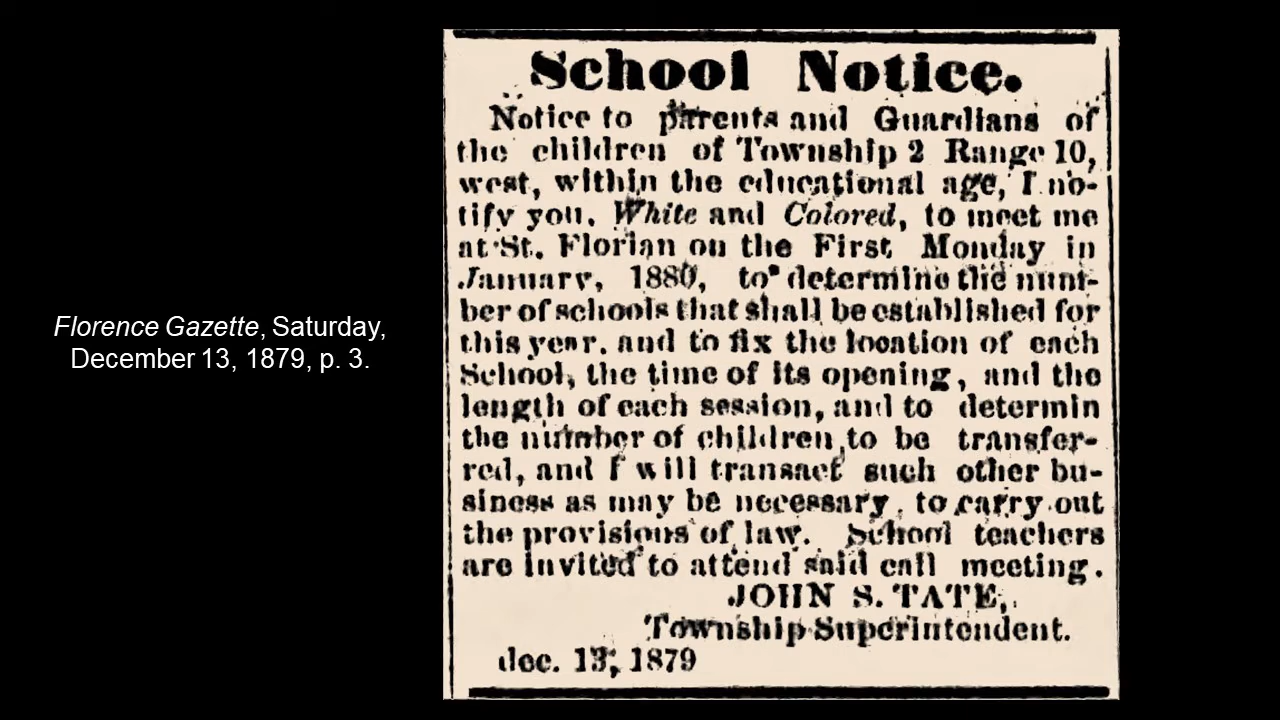 Florence Gazette, Saturday,
December 13, 1879, p. 3.
School Notice.
Notice to parents and Guardians of
the children of Township 2 Range 10,
west, within the educational age, I no-
tify you, White and Colored, to meet me
at St. Florian on the First Monday in
January, 1880, to determine the num-
ber of schools that shall be established for
this year, and to fix the location of each
School, the time of its opening, and the
length of each session, and to determin
the number of children to be transfer-
red, and I will transact such other bu-
siness as may be necessary, to carry out
the provisions of law. School teachers
are invited to attend said call meeting.
JOHN S. TATE,
Township Superintendent.
dec. 13, 1879